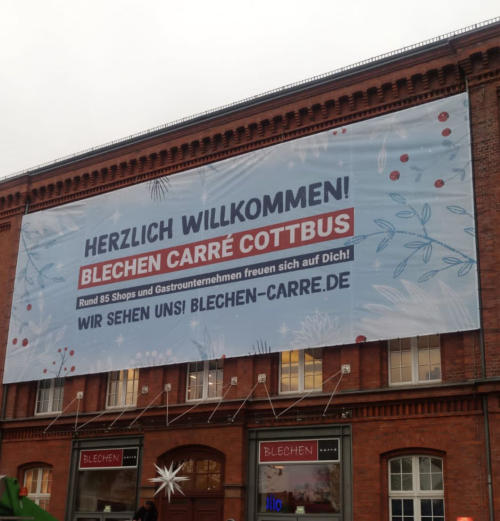 HERZLICH WILLKOMMEN!
BLECHEN CARRÉ COTTBUS
Rund 85 Shops und Gastrounternehmen freuen sich auf Dich!
WIR SEHEN UNS! BLECHEN-CARRE.DE
BLECHEN
BLECHEN